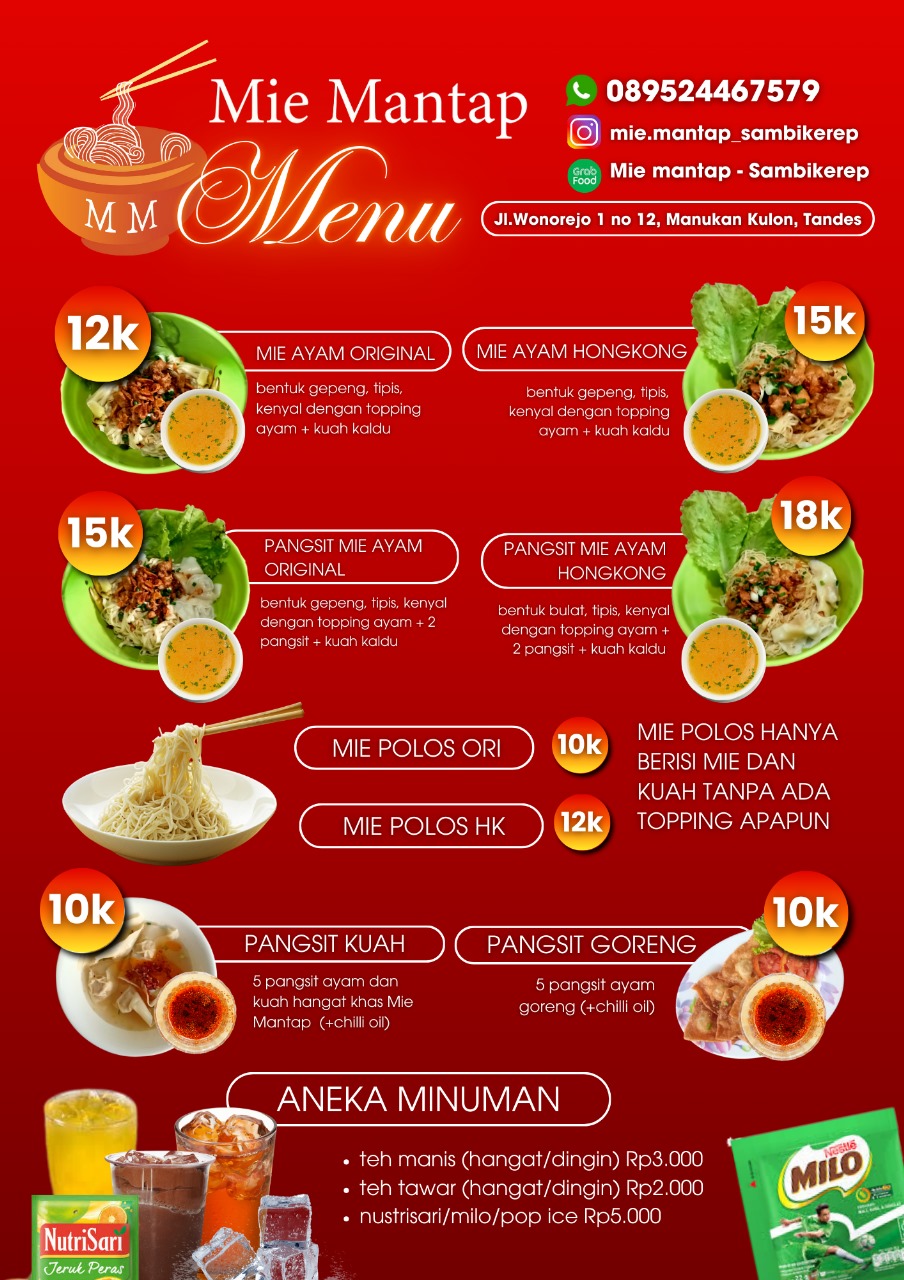 Mie Mantap
Menu
M M
089524467579
mie.mantap_sambikerep
Grab
Food
Mie mantap - Sambikerep
Jl.Wonorejo 1 no 12, Manukan Kulon, Tandes
12k
MIE AYAM ORIGINAL
bentuk gepeng, tipis,
kenyal dengan topping
ayam + kuah kaldu
15k
MIE AYAM HONGKONG
bentuk gepeng, tipis,
kenyal dengan topping
ayam + kuah kaldu
15k
PANGSIT MIE AYAM
ORIGINAL
bentuk gepeng, tipis, kenyal
dengan topping ayam + 2
pangsit + kuah kaldu
18k
PANGSIT MIE AYAM
HONGKONG
bentuk bulat, tipis, kenyal
dengan topping ayam +
2 pangsit + kuah kaldu
MIE POLOS ORI
10k
MIE POLOS HK
12k
MIE POLOS HANYA
BERISI MIE DAN
KUAH TANPA ADA
TOPPING APAPUN
10k
PANGSIT KUAH
5 pangsit ayam dan
kuah hangat khas Mie
Mantap (+chilli oil)
10k
PANGSIT GORENG
5 pangsit ayam
goreng (+chilli oil)
ANEKA MINUMAN
• teh manis (hangat/dingin) Rp3.000
• teh tawar (hangat/dingin) Rp2.000
• nustrisari/milo/pop ice Rp5.000
NutriSari
Jeruk Peras
Nestlé
MILO